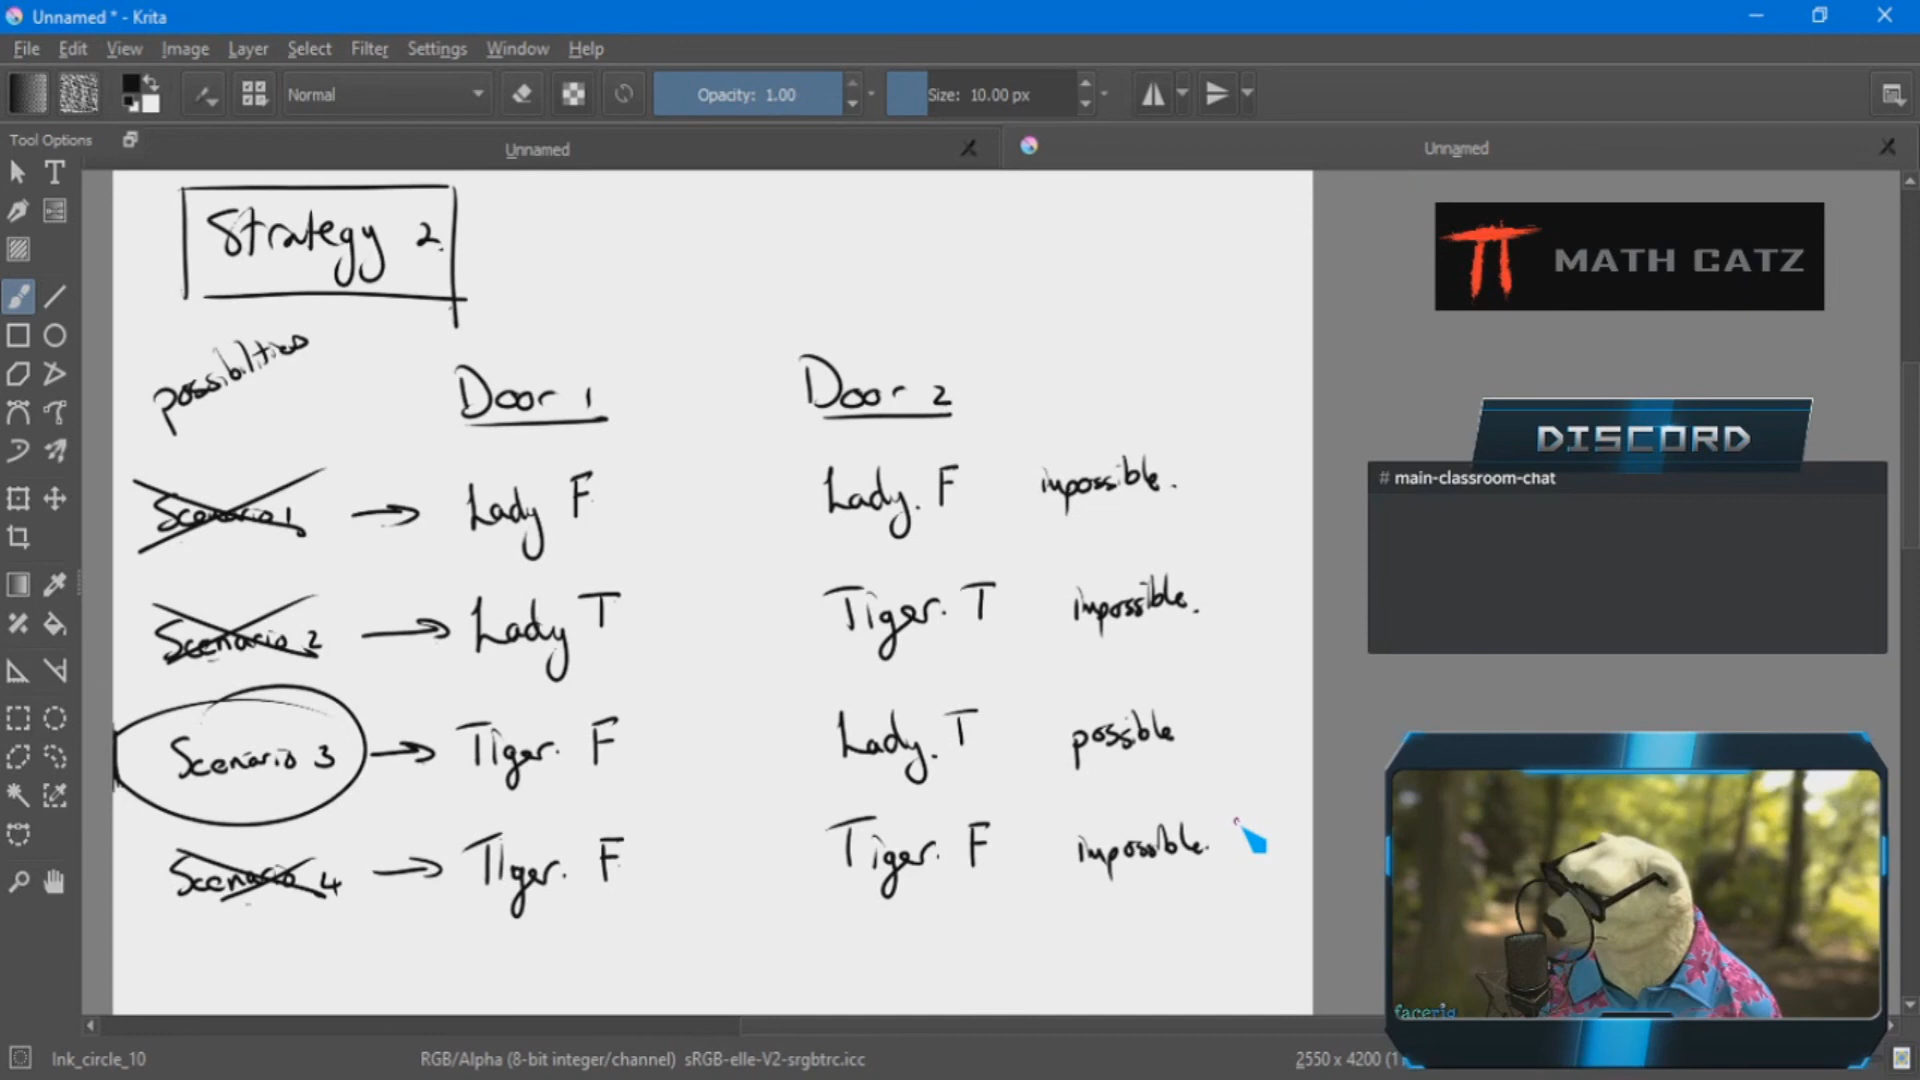 Unnamed * - Krita
File Edit View Image Layer Select Filter Settings Window Help
Normal
Opacity: 1.00
Size: 10.00 px
Tool Options
Unnamed
Unnamed
Strategy 2.
possibilities
Door 1
Door 2
Scenario 1 → Lady F Lady. F impossible.
Scenario 2 → Lady T Tiger. T impossible.
Scenario 3 → Tiger. F Lady. T possible
Scenario 4 → Tiger. F Tiger. F impossible.
π MATH CATZ
DISCORD
# main-classroom-chat
facerig
Ink_circle_10
RGB/Alpha (8-bit integer/channel) sRGB-elle-V2-srgbtrc.icc
2550 x 4200 (1